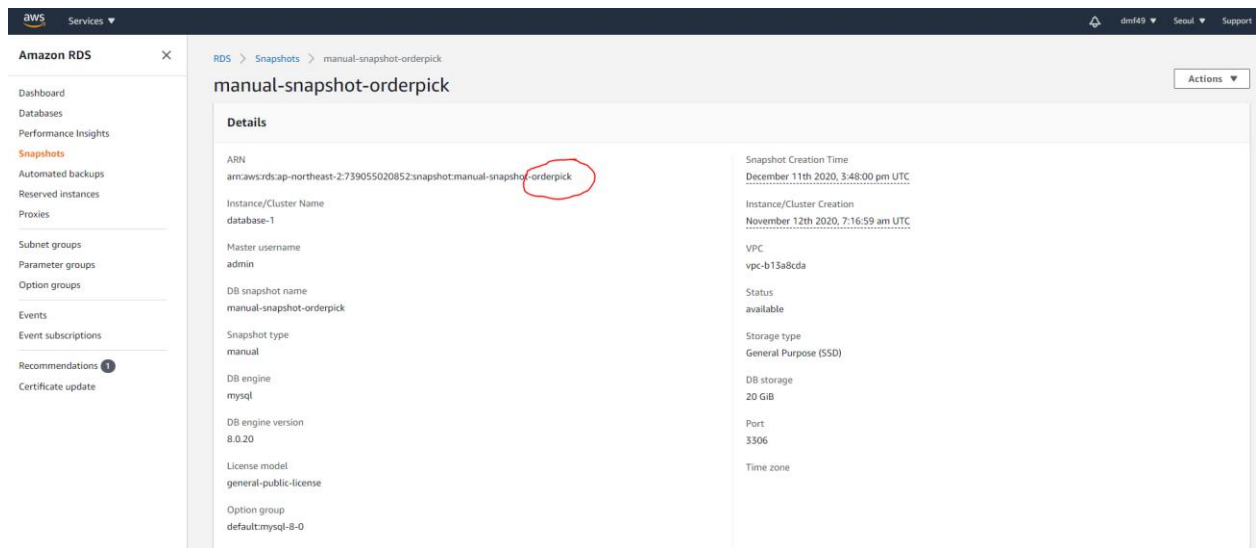 aws Services ▼ dmf49 ▼ Seoul ▼ Support
Amazon RDS ×
Dashboard
Databases
Performance Insights
Snapshots
Automated backups
Reserved instances
Proxies
Subnet groups
Parameter groups
Option groups
Events
Event subscriptions
Recommendations 1
Certificate update
RDS > Snapshots > manual-snapshot-orderpick
manual-snapshot-orderpick
Actions ▼
Details
ARN
arn:aws:rds:ap-northeast-2:739055020852:snapshot:manual-snapshot-orderpick
Instance/Cluster Name
database-1
Master username
admin
DB snapshot name
manual-snapshot-orderpick
Snapshot type
manual
DB engine
mysql
DB engine version
8.0.20
License model
general-public-license
Option group
default:mysql-8-0
Snapshot Creation Time
December 11th 2020, 3:48:00 pm UTC
Instance/Cluster Creation
November 12th 2020, 7:16:59 am UTC
VPC
vpc-b13a8cda
Status
available
Storage type
General Purpose (SSD)
DB storage
20 GiB
Port
3306
Time zone